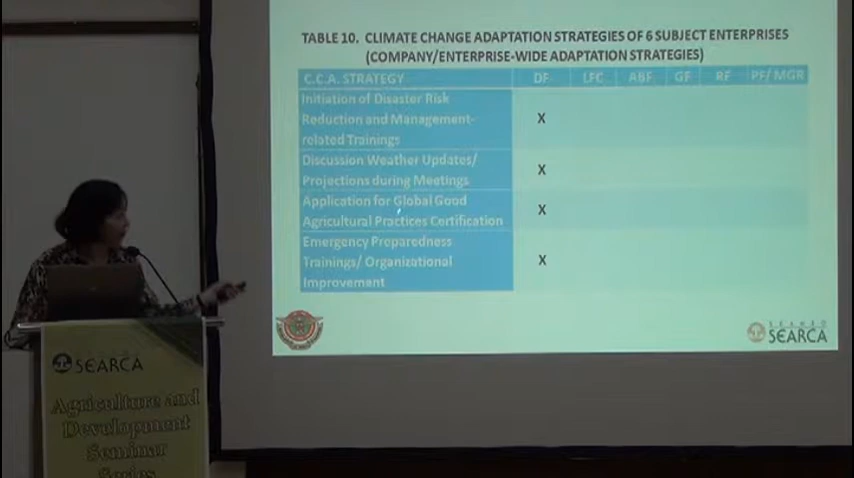 TABLE 10. CLIMATE CHANGE ADAPTATION STRATEGIES OF 6 SUBJECT ENTERPRISES
(COMPANY/ENTERPRISE-WIDE ADAPTATION STRATEGIES)
C.C.A. STRATEGY DF LFC ABF GF RF PF/ MGR
Initiation of Disaster Risk
Reduction and Management-
related Trainings
X
Discussion Weather Updates/
Projections during Meetings
X
Application for Global Good
Agricultural Practices Certification
X
Emergency Preparedness
Trainings/ Organizational
Improvement
X
SEARCA
SEARCA
Agriculture and
Development
Seminar
Series